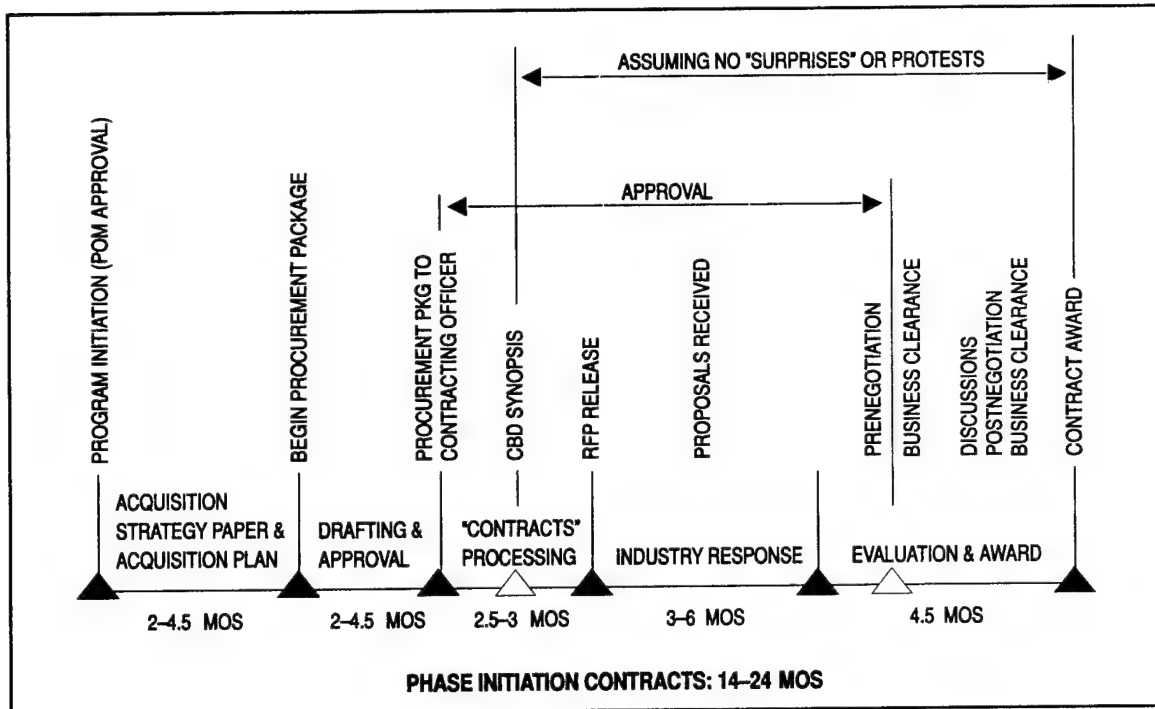 ASSUMING NO "SURPRISES" OR PROTESTS
APPROVAL
PROGRAM INITIATION (POM APPROVAL)
BEGIN PROCUREMENT PACKAGE
PROCUREMENT PKG TO
CONTRACTING OFFICER
CBD SYNOPSIS
RFP RELEASE
PROPOSALS RECEIVED
PRENEGOTIATION
BUSINESS CLEARANCE
DISCUSSIONS
POSTNEGOTIATION
BUSINESS CLEARANCE
CONTRACT AWARD
ACQUISITION
STRATEGY PAPER &
ACQUISITION PLAN
DRAFTING &
APPROVAL
"CONTRACTS"
PROCESSING
INDUSTRY RESPONSE
EVALUATION & AWARD
2–4.5 MOS
2–4.5 MOS
2.5–3 MOS
3–6 MOS
4.5 MOS
PHASE INITIATION CONTRACTS: 14–24 MOS